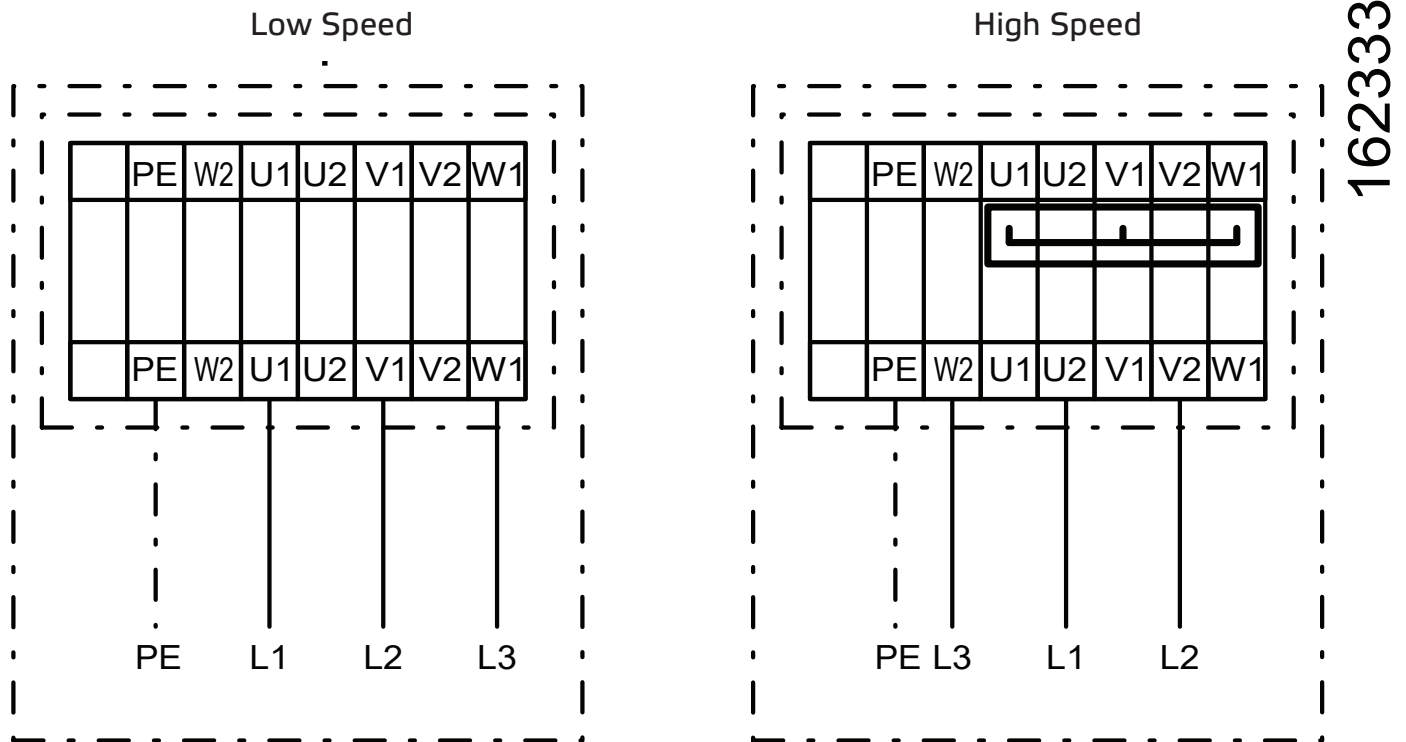 Low Speed
PE W2 U1 U2 V1 V2 W1
PE W2 U1 U2 V1 V2 W1
PE L1 L2 L3
High Speed
PE W2 U1 U2 V1 V2 W1
PE W2 U1 U2 V1 V2 W1
PE L3 L1 L2
162333